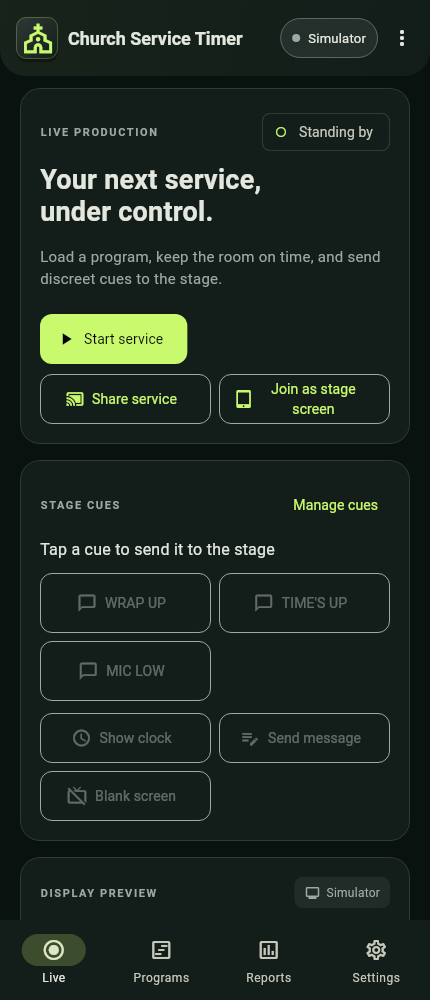 Church Service Timer
Simulator
LIVE PRODUCTION
Standing by
Your next service,
under control.
Load a program, keep the room on time, and send
discreet cues to the stage.
Start service
Share service
Join as stage
screen
STAGE CUES
Manage cues
Tap a cue to send it to the stage
WRAP UP
TIME'S UP
MIC LOW
Show clock
Send message
Blank screen
DISPLAY PREVIEW
Simulator
Live
Programs
Reports
Settings